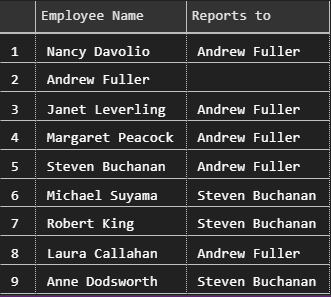 Employee Name Reports to
1 Nancy Davolio Andrew Fuller
2 Andrew Fuller
3 Janet Leverling Andrew Fuller
4 Margaret Peacock Andrew Fuller
5 Steven Buchanan Andrew Fuller
6 Michael Suyama Steven Buchanan
7 Robert King Steven Buchanan
8 Laura Callahan Andrew Fuller
9 Anne Dodsworth Steven Buchanan